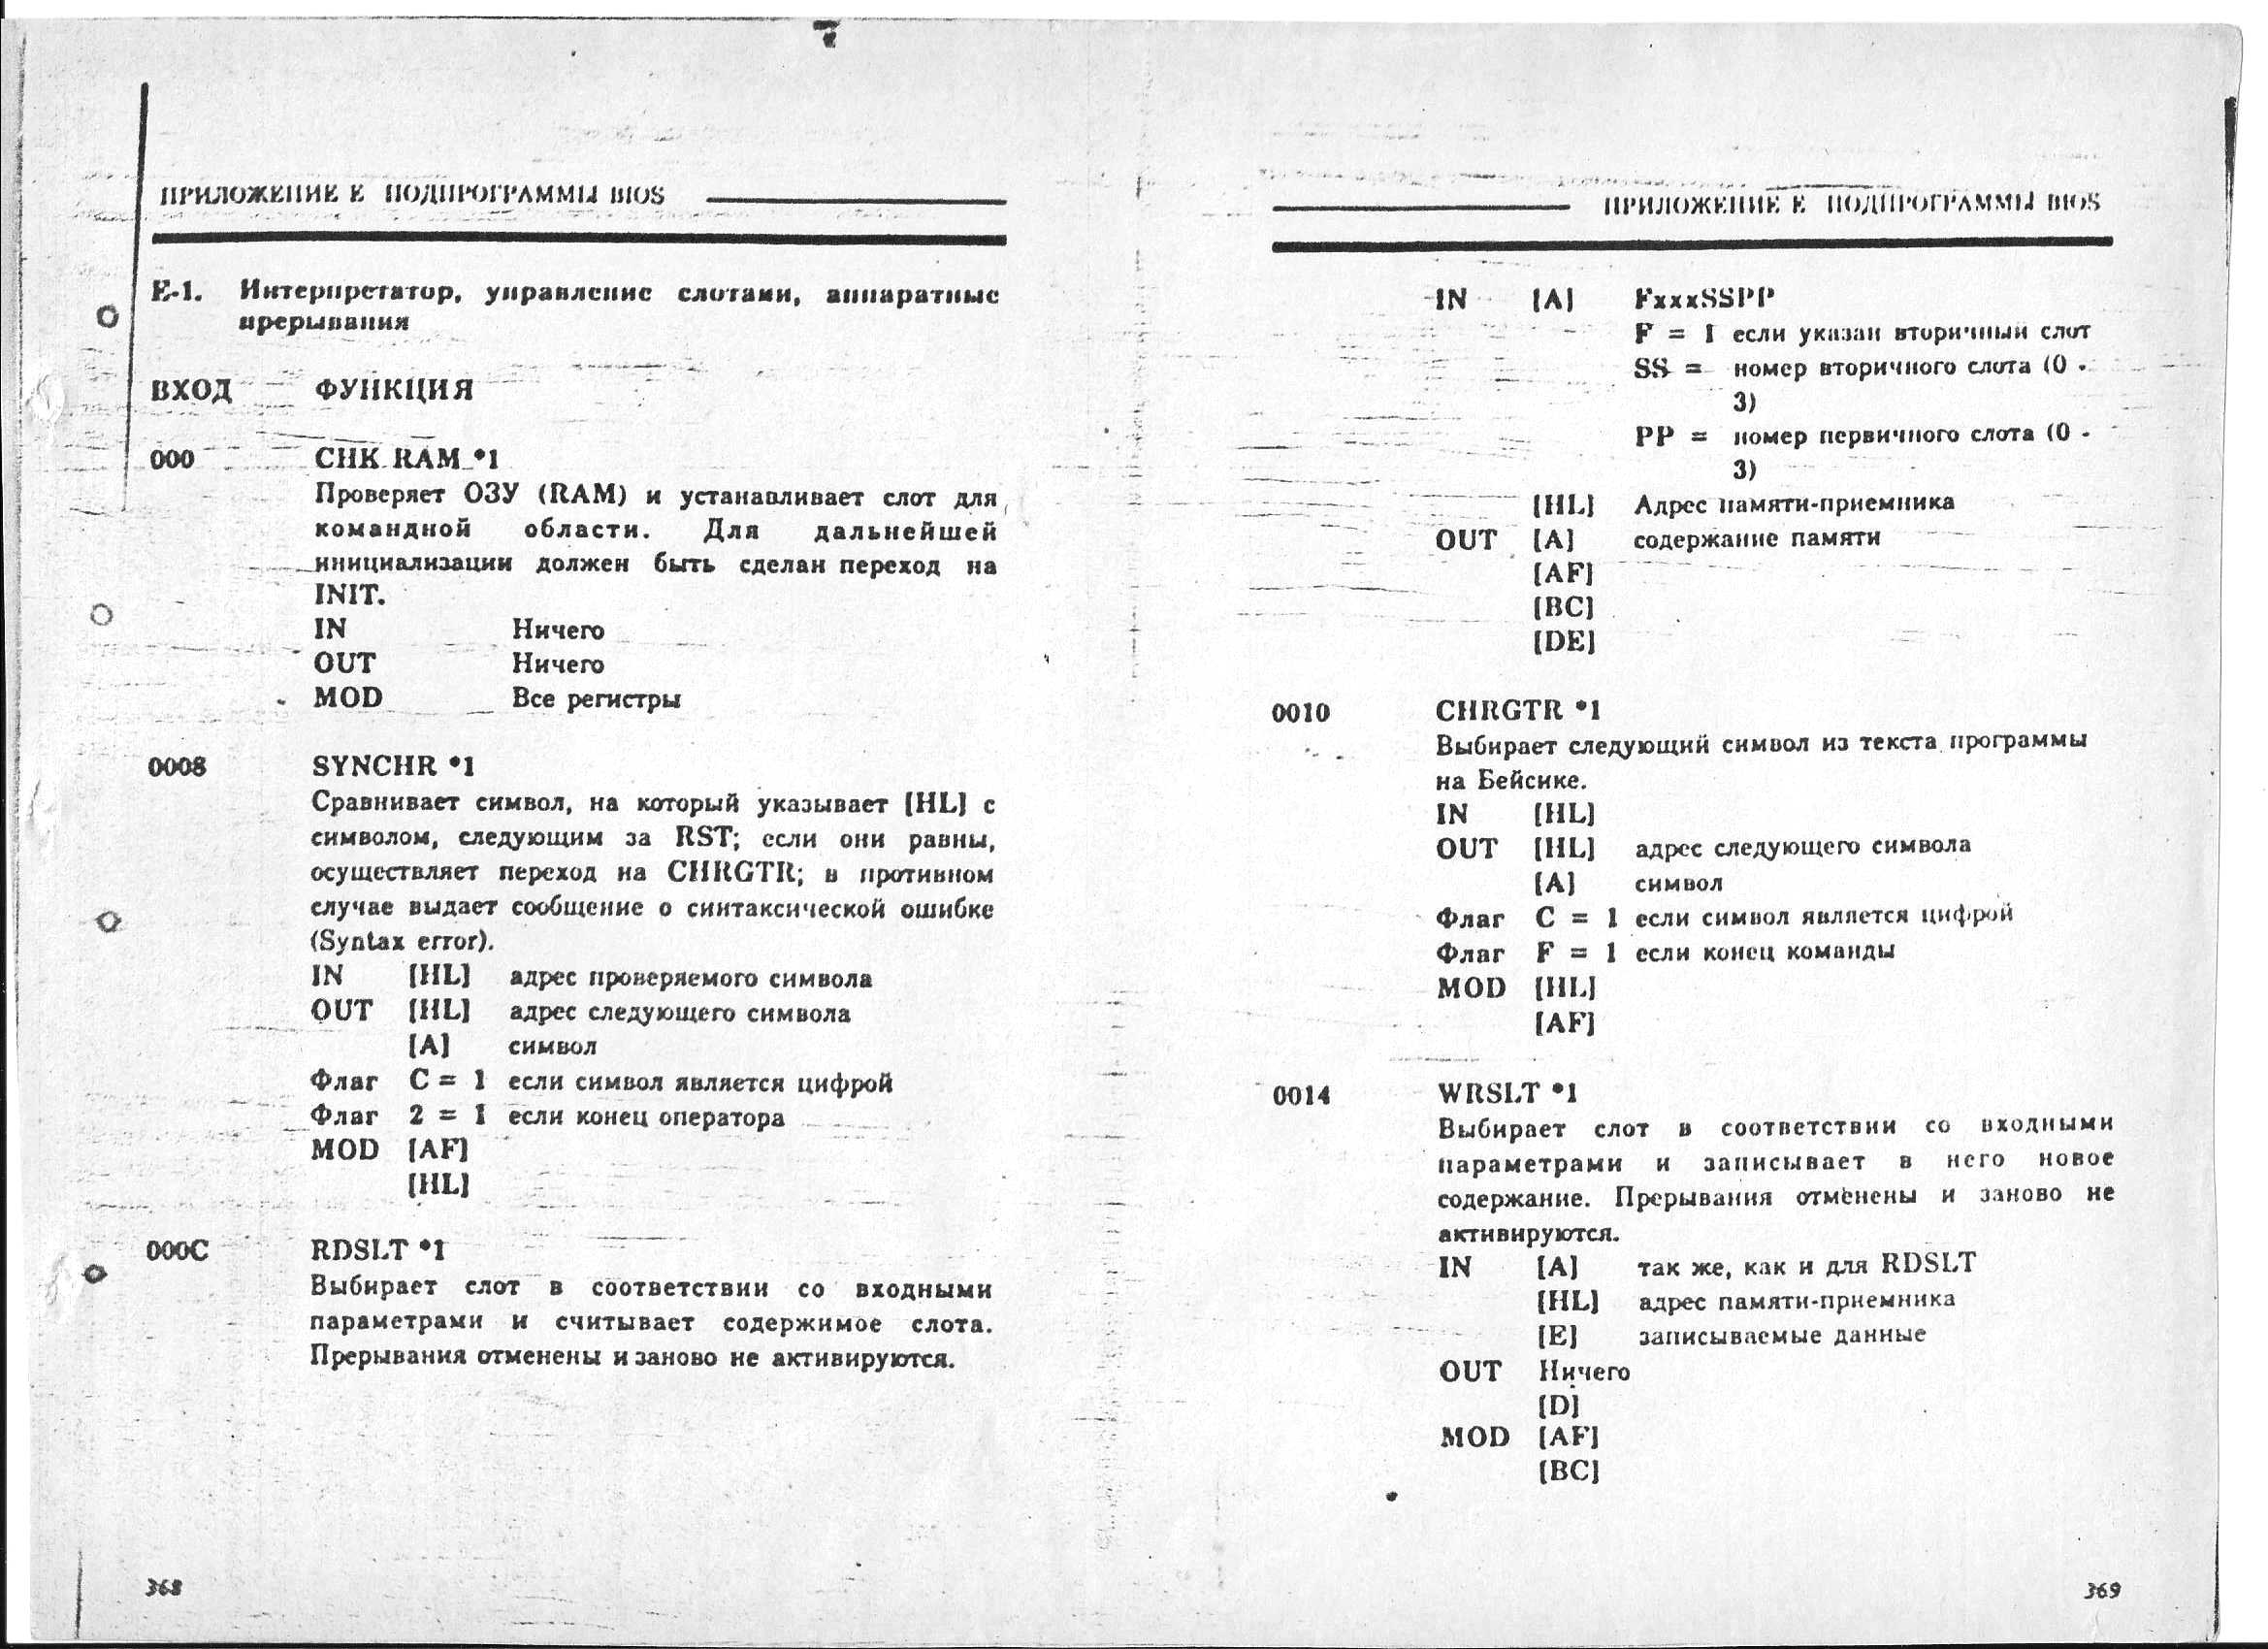 ПРИЛОЖЕНИЕ Е ПОДПРОГРАММЫ BIOS
Е-1. Интерпретатор, управление слотами, аппаратные
прерывания
ВХОД ФУНКЦИЯ
000 CHK RAM *1
Проверяет ОЗУ (RAM) и устанавливает слот для
командной области. Для дальнейшей
инициализации должен быть сделан переход на
INIT.
IN Ничего
OUT Ничего
MOD Все регистры
0008 SYNCHR *1
Сравнивает символ, на который указывает [HL] с
символом, следующим за RST; если они равны,
осуществляет переход на CHRGTR; в противном
случае выдает сообщение о синтаксической ошибке
(Syntax error).
IN [HL] адрес проверяемого символа
OUT [HL] адрес следующего символа
[A] символ
Флаг C = 1 если символ является цифрой
Флаг 2 = 1 если конец оператора
MOD [AF]
[HL]
000C RDSLT *1
Выбирает слот в соответствии со входными
параметрами и считывает содержимое слота.
Прерывания отменены и заново не активируются.
368
ПРИЛОЖЕНИЕ Е ПОДПРОГРАММЫ BIOS
IN [A] FxxxSSPP
F = 1 если указан вторичный слот
SS = номер вторичного слота (0 -
3)
PP = номер первичного слота (0 -
3)
[HL] Адрес памяти-приемника
OUT [A] содержание памяти
[AF]
[BC]
[DE]
0010 CHRGTR *1
Выбирает следующий символ из текста программы
на Бейсике.
IN [HL]
OUT [HL] адрес следующего символа
[A] символ
Флаг C = 1 если символ является цифрой
Флаг F = 1 если конец команды
MOD [HL]
[AF]
0014 WRSLT *1
Выбирает слот в соответствии со входными
параметрами и записывает в него новое
содержание. Прерывания отменены и заново не
активируются.
IN [A] так же, как и для RDSLT
[HL] адрес памяти-приемника
[E] записываемые данные
OUT Ничего
[D]
MOD [AF]
[BC]
369